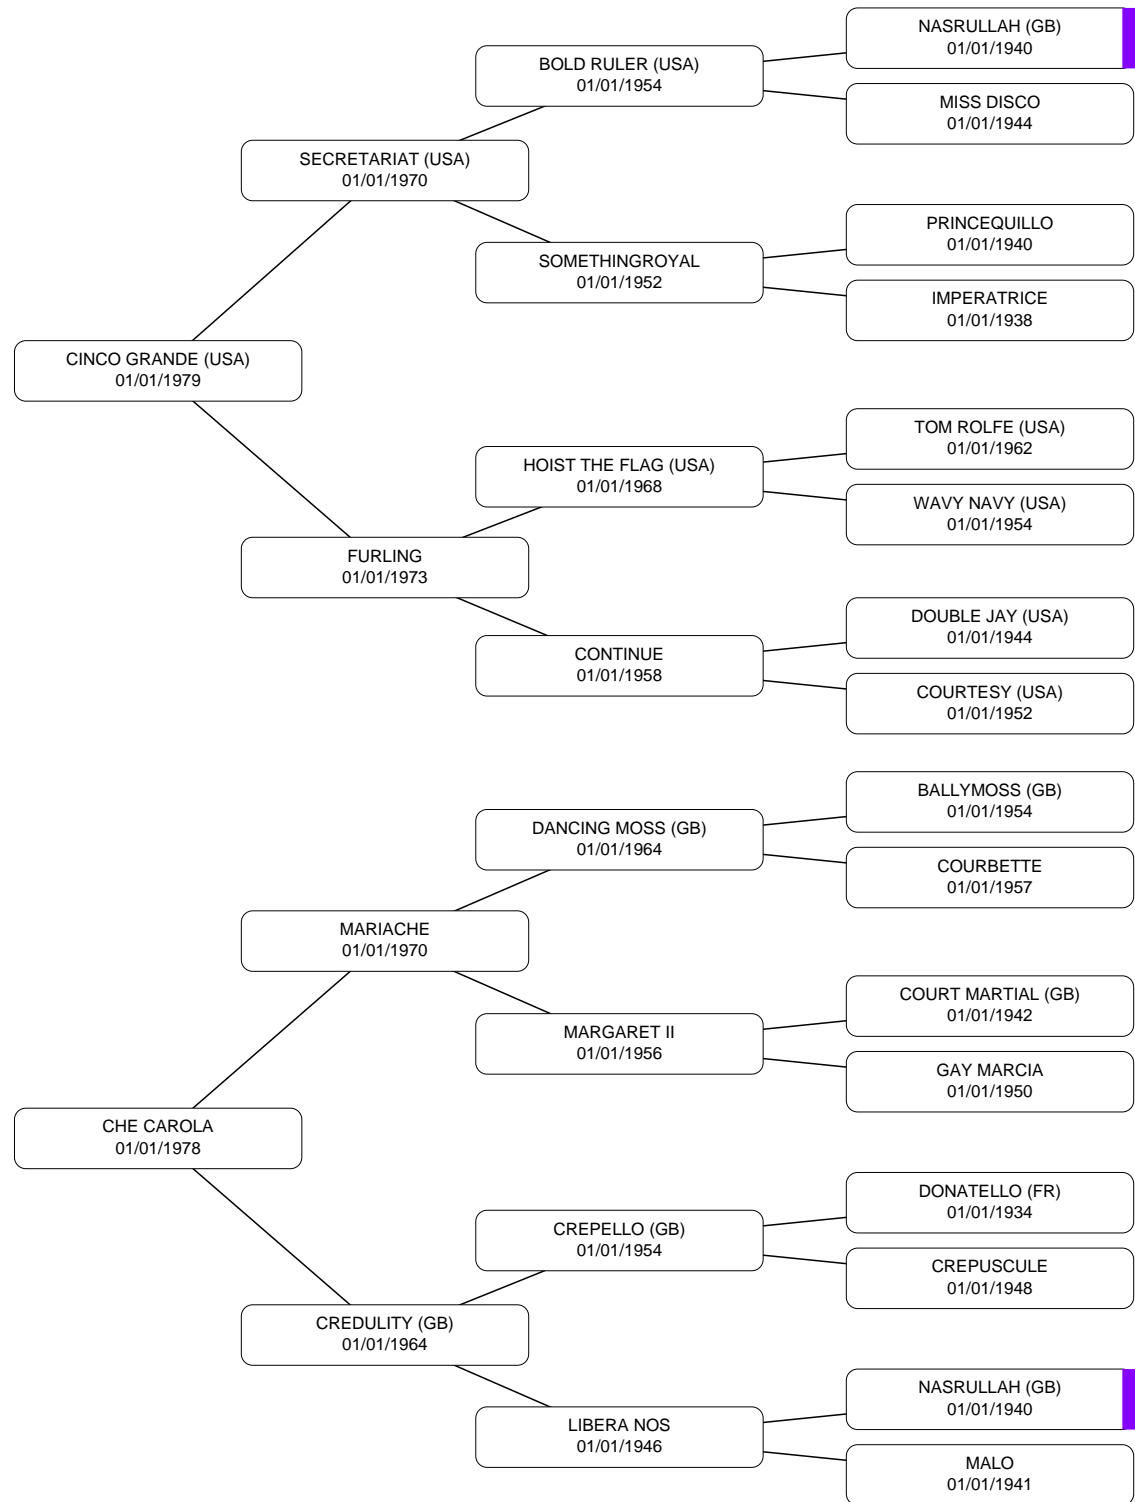 NASRULLAH (GB)
01/01/1940
BOLD RULER (USA)
01/01/1954
MISS DISCO
01/01/1944
SECRETARIAT (USA)
01/01/1970
PRINCEQUILLO
01/01/1940
SOMETHINGROYAL
01/01/1952
IMPERATRICE
01/01/1938
CINCO GRANDE (USA)
01/01/1979
TOM ROLFE (USA)
01/01/1962
HOIST THE FLAG (USA)
01/01/1968
WAVY NAVY (USA)
01/01/1954
FURLING
01/01/1973
DOUBLE JAY (USA)
01/01/1944
CONTINUE
01/01/1958
COURTESY (USA)
01/01/1952
BALLYMOSS (GB)
01/01/1954
DANCING MOSS (GB)
01/01/1964
COURBETTE
01/01/1957
MARIACHE
01/01/1970
COURT MARTIAL (GB)
01/01/1942
MARGARET II
01/01/1956
GAY MARCIA
01/01/1950
CHE CAROLA
01/01/1978
DONATELLO (FR)
01/01/1934
CREPELLO (GB)
01/01/1954
CREPUSCULE
01/01/1948
CREDULITY (GB)
01/01/1964
NASRULLAH (GB)
01/01/1940
LIBERA NOS
01/01/1946
MALO
01/01/1941